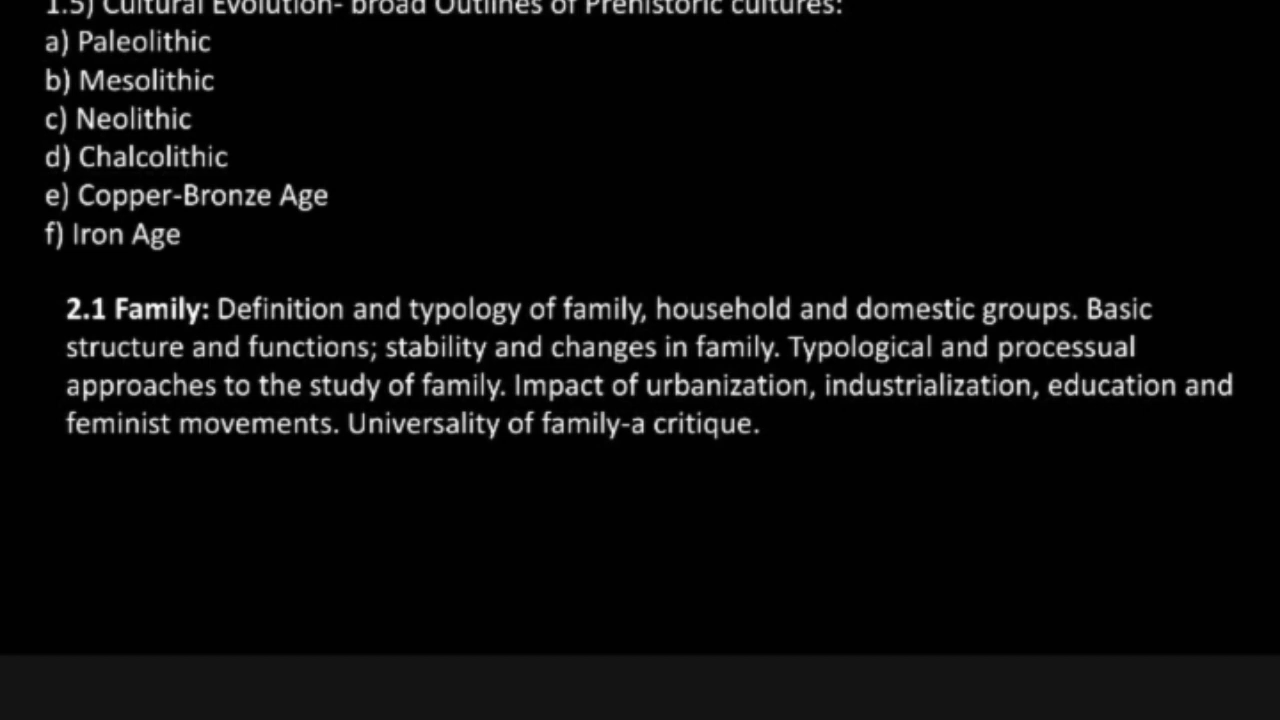 1.5) Cultural Evolution- broad Outlines of Prehistoric cultures:
a) Paleolithic
b) Mesolithic
c) Neolithic
d) Chalcolithic
e) Copper-Bronze Age
f) Iron Age
2.1 Family: Definition and typology of family, household and domestic groups. Basic
structure and functions; stability and changes in family. Typological and processual
approaches to the study of family. Impact of urbanization, industrialization, education and
feminist movements. Universality of family-a critique.